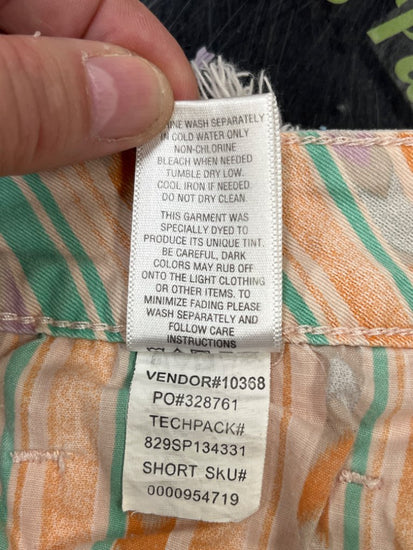 WASH SEPARATELY
IN COLD WATER ONLY
NON-CHLORINE
BLEACH WHEN NEEDED
TUMBLE DRY LOW.
COOL IRON IF NEEDED.
DO NOT DRY CLEAN.
THIS GARMENT WAS
SPECIALLY DYED TO
PRODUCE ITS UNIQUE TINT.
BE CAREFUL, DARK
COLORS MAY RUB OFF
ONTO THE LIGHT CLOTHING
OR OTHER ITEMS. TO
MINIMIZE FADING PLEASE
WASH SEPARATELY AND
FOLLOW CARE
INSTRUCTIONS
VENDOR#10368
PO#328761
TECHPACK#
829SP134331
SHORT SKU#
0000954719